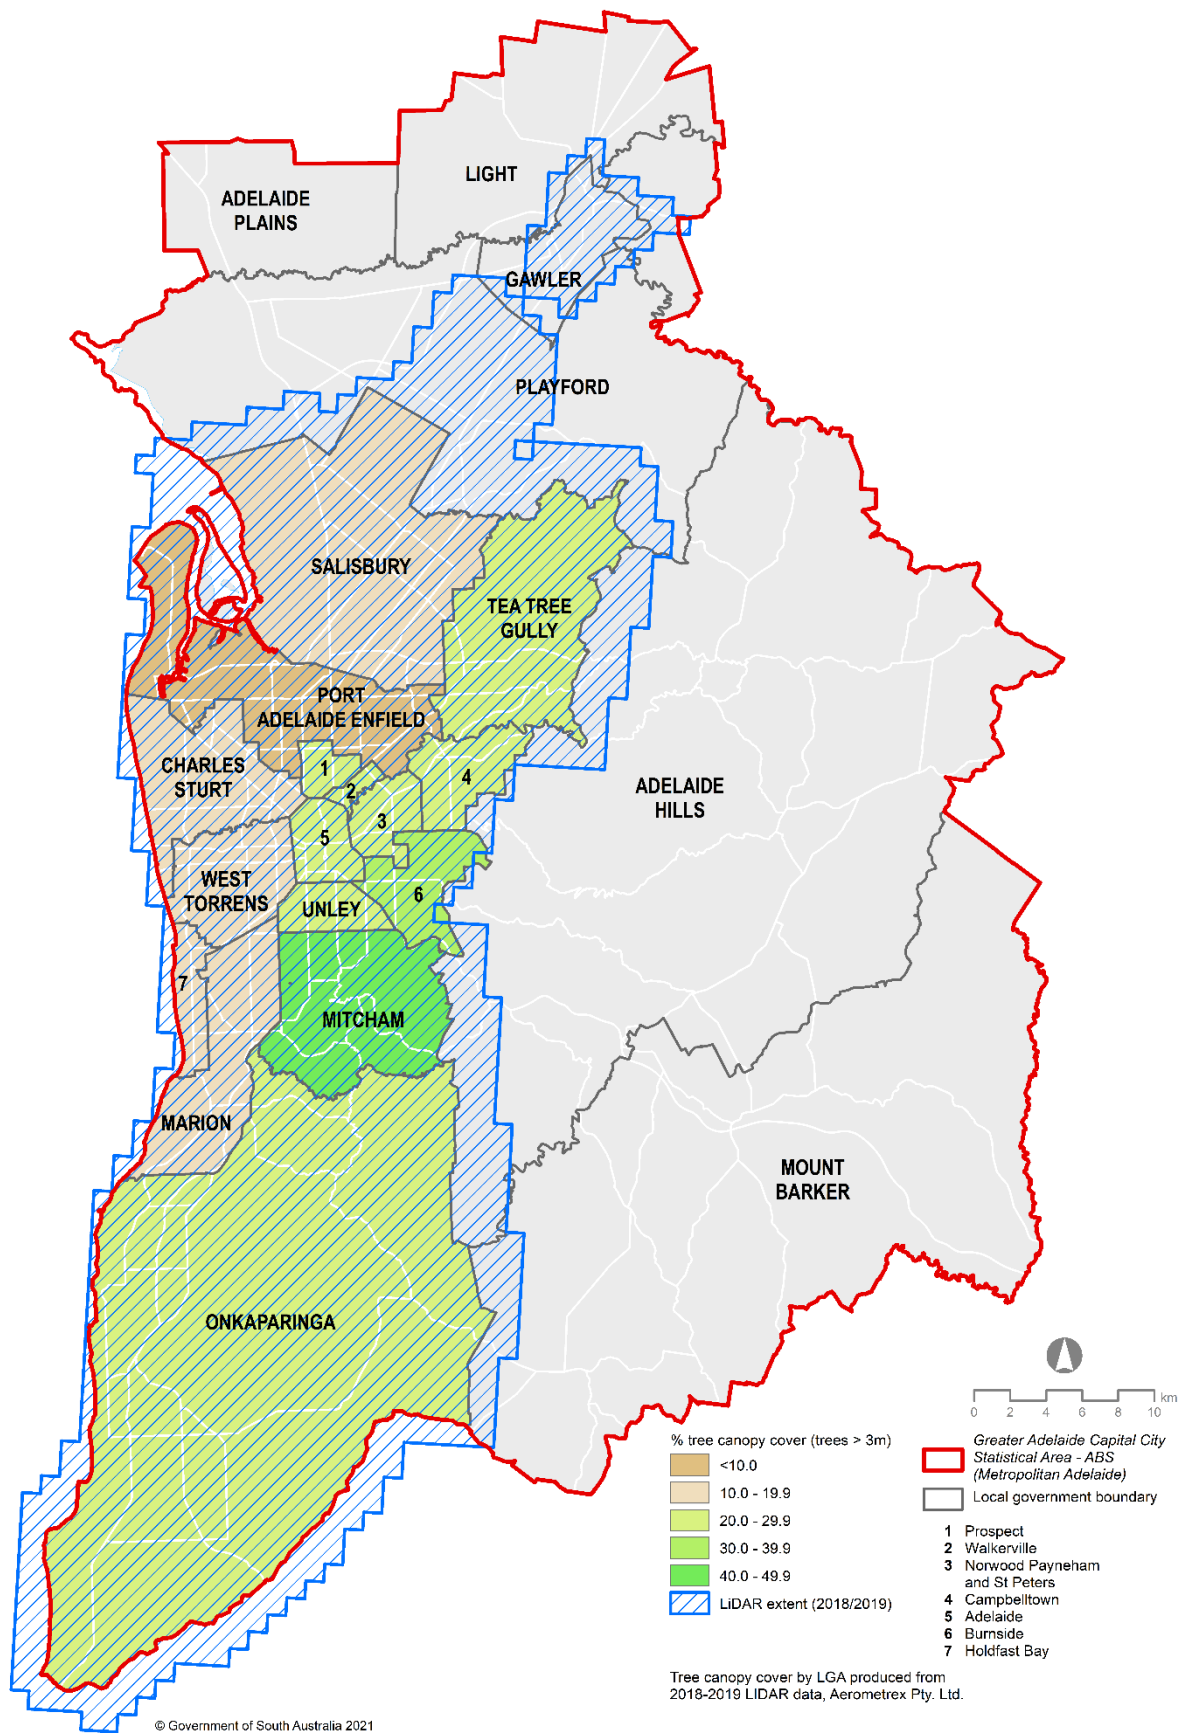 LIGHT
ADELAIDE
PLAINS
GAWLER
PLAYFORD
SALISBURY
TEA TREE
GULLY
PORT
ADELAIDE ENFIELD
CHARLES
STURT
1
2
3
4
5
6
7
ADELAIDE
HILLS
WEST
TORRENS
UNLEY
MITCHAM
MARION
MOUNT
BARKER
ONKAPARINGA
km
0 2 4 6 8 10
% tree canopy cover (trees > 3m)
<10.0
10.0 - 19.9
20.0 - 29.9
30.0 - 39.9
40.0 - 49.9
LiDAR extent (2018/2019)
Greater Adelaide Capital City
Statistical Area - ABS
(Metropolitan Adelaide)
Local government boundary
1 Prospect
2 Walkerville
3 Norwood Payneham
and St Peters
4 Campbelltown
5 Adelaide
6 Burnside
7 Holdfast Bay
Tree canopy cover by LGA produced from
2018-2019 LIDAR data, Aerometrex Pty. Ltd.
© Government of South Australia 2021